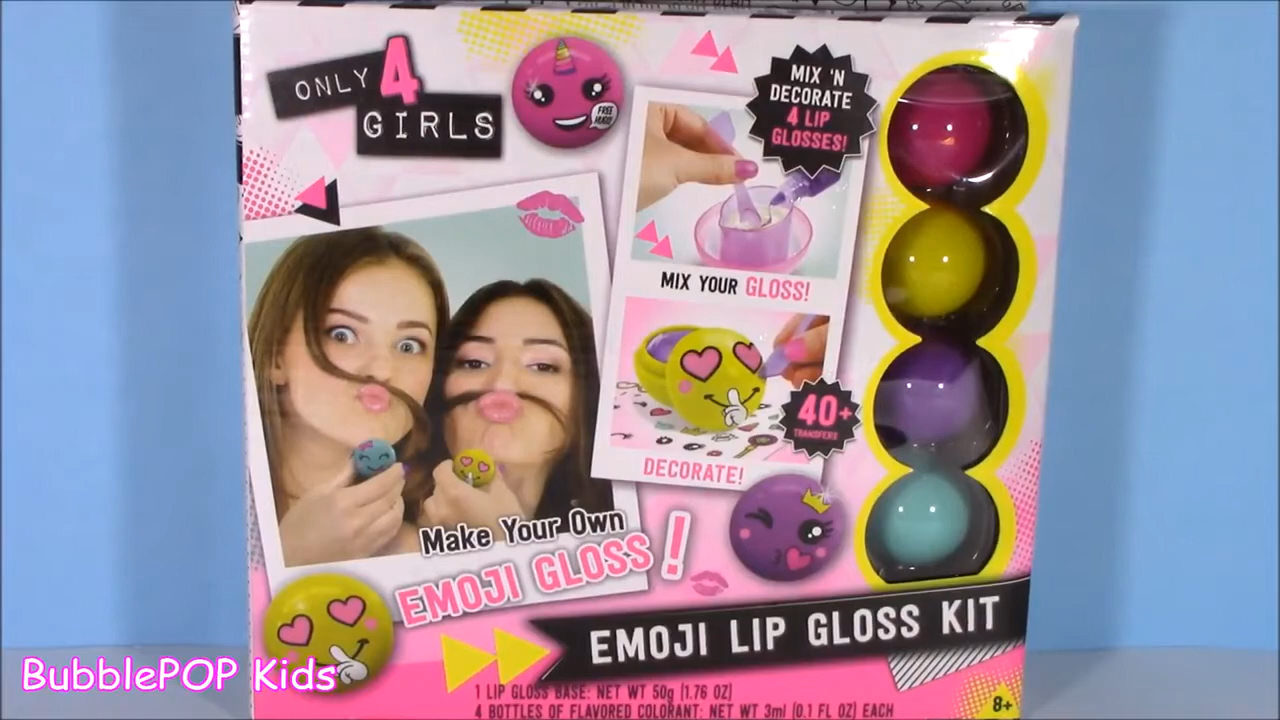 ONLY 4
GIRLS
FREE
MIX 'N
DECORATE
4 LIP
GLOSSES!
MIX YOUR GLOSS!
40+
TRANSFERS
DECORATE!
Make Your Own
EMOJI GLOSS!
EMOJI LIP GLOSS KIT
1 LIP GLOSS BASE: NET WT 50g (1.76 OZ)
4 BOTTLES OF FLAVORED COLORANT: NET WT 3ml (0.1 FL OZ) EACH
8+
BubblePOP Kids